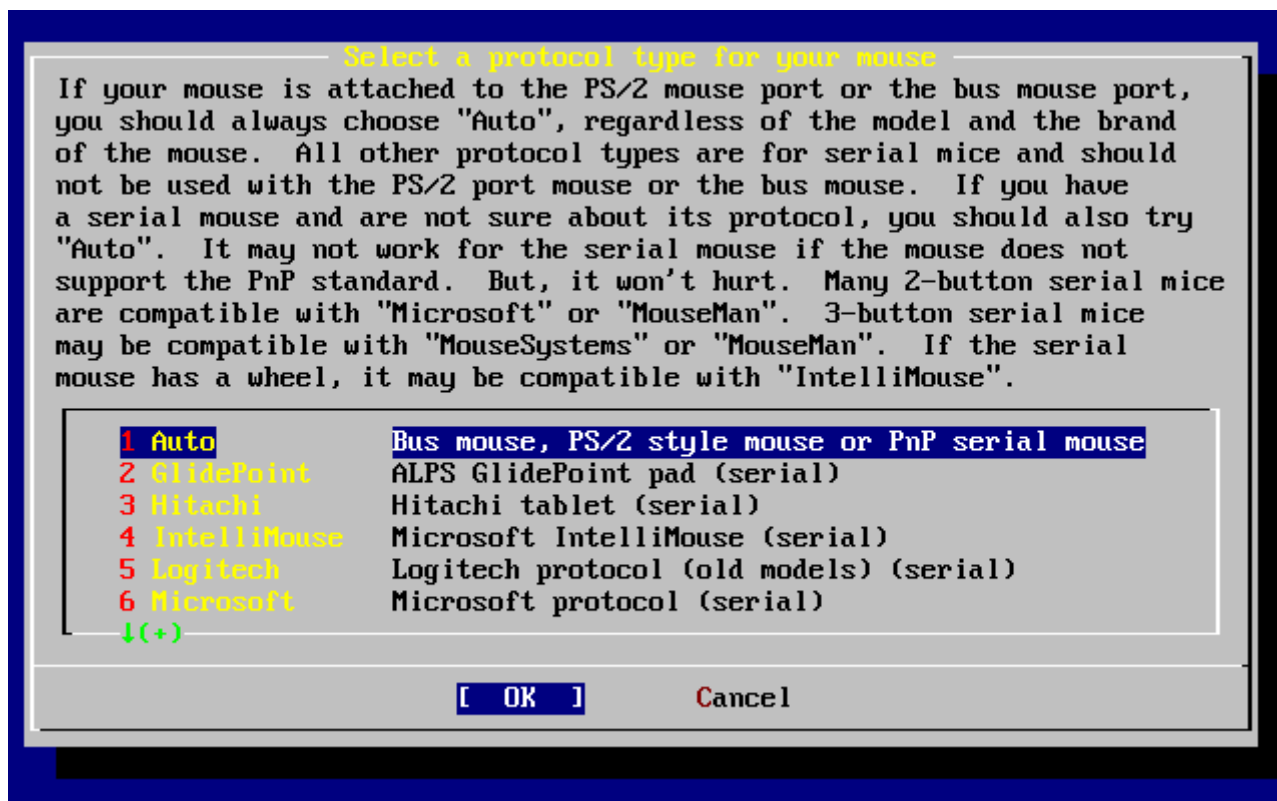 Select a protocol type for your mouse
If your mouse is attached to the PS/2 mouse port or the bus mouse port,
you should always choose "Auto", regardless of the model and the brand
of the mouse.  All other protocol types are for serial mice and should
not be used with the PS/2 port mouse or the bus mouse.  If you have
a serial mouse and are not sure about its protocol, you should also try
"Auto".  It may not work for the serial mouse if the mouse does not
support the PnP standard.  But, it won't hurt.  Many 2-button serial mice
are compatible with "Microsoft" or "MouseMan".  3-button serial mice
may be compatible with "MouseSystems" or "MouseMan".  If the serial
mouse has a wheel, it may be compatible with "IntelliMouse".
1 Auto Bus mouse, PS/2 style mouse or PnP serial mouse
2 GlidePoint ALPS GlidePoint pad (serial)
3 Hitachi Hitachi tablet (serial)
4 IntelliMouse Microsoft IntelliMouse (serial)
5 Logitech Logitech protocol (old models) (serial)
6 Microsoft Microsoft protocol (serial)
↓(+)
[ OK ] Cancel